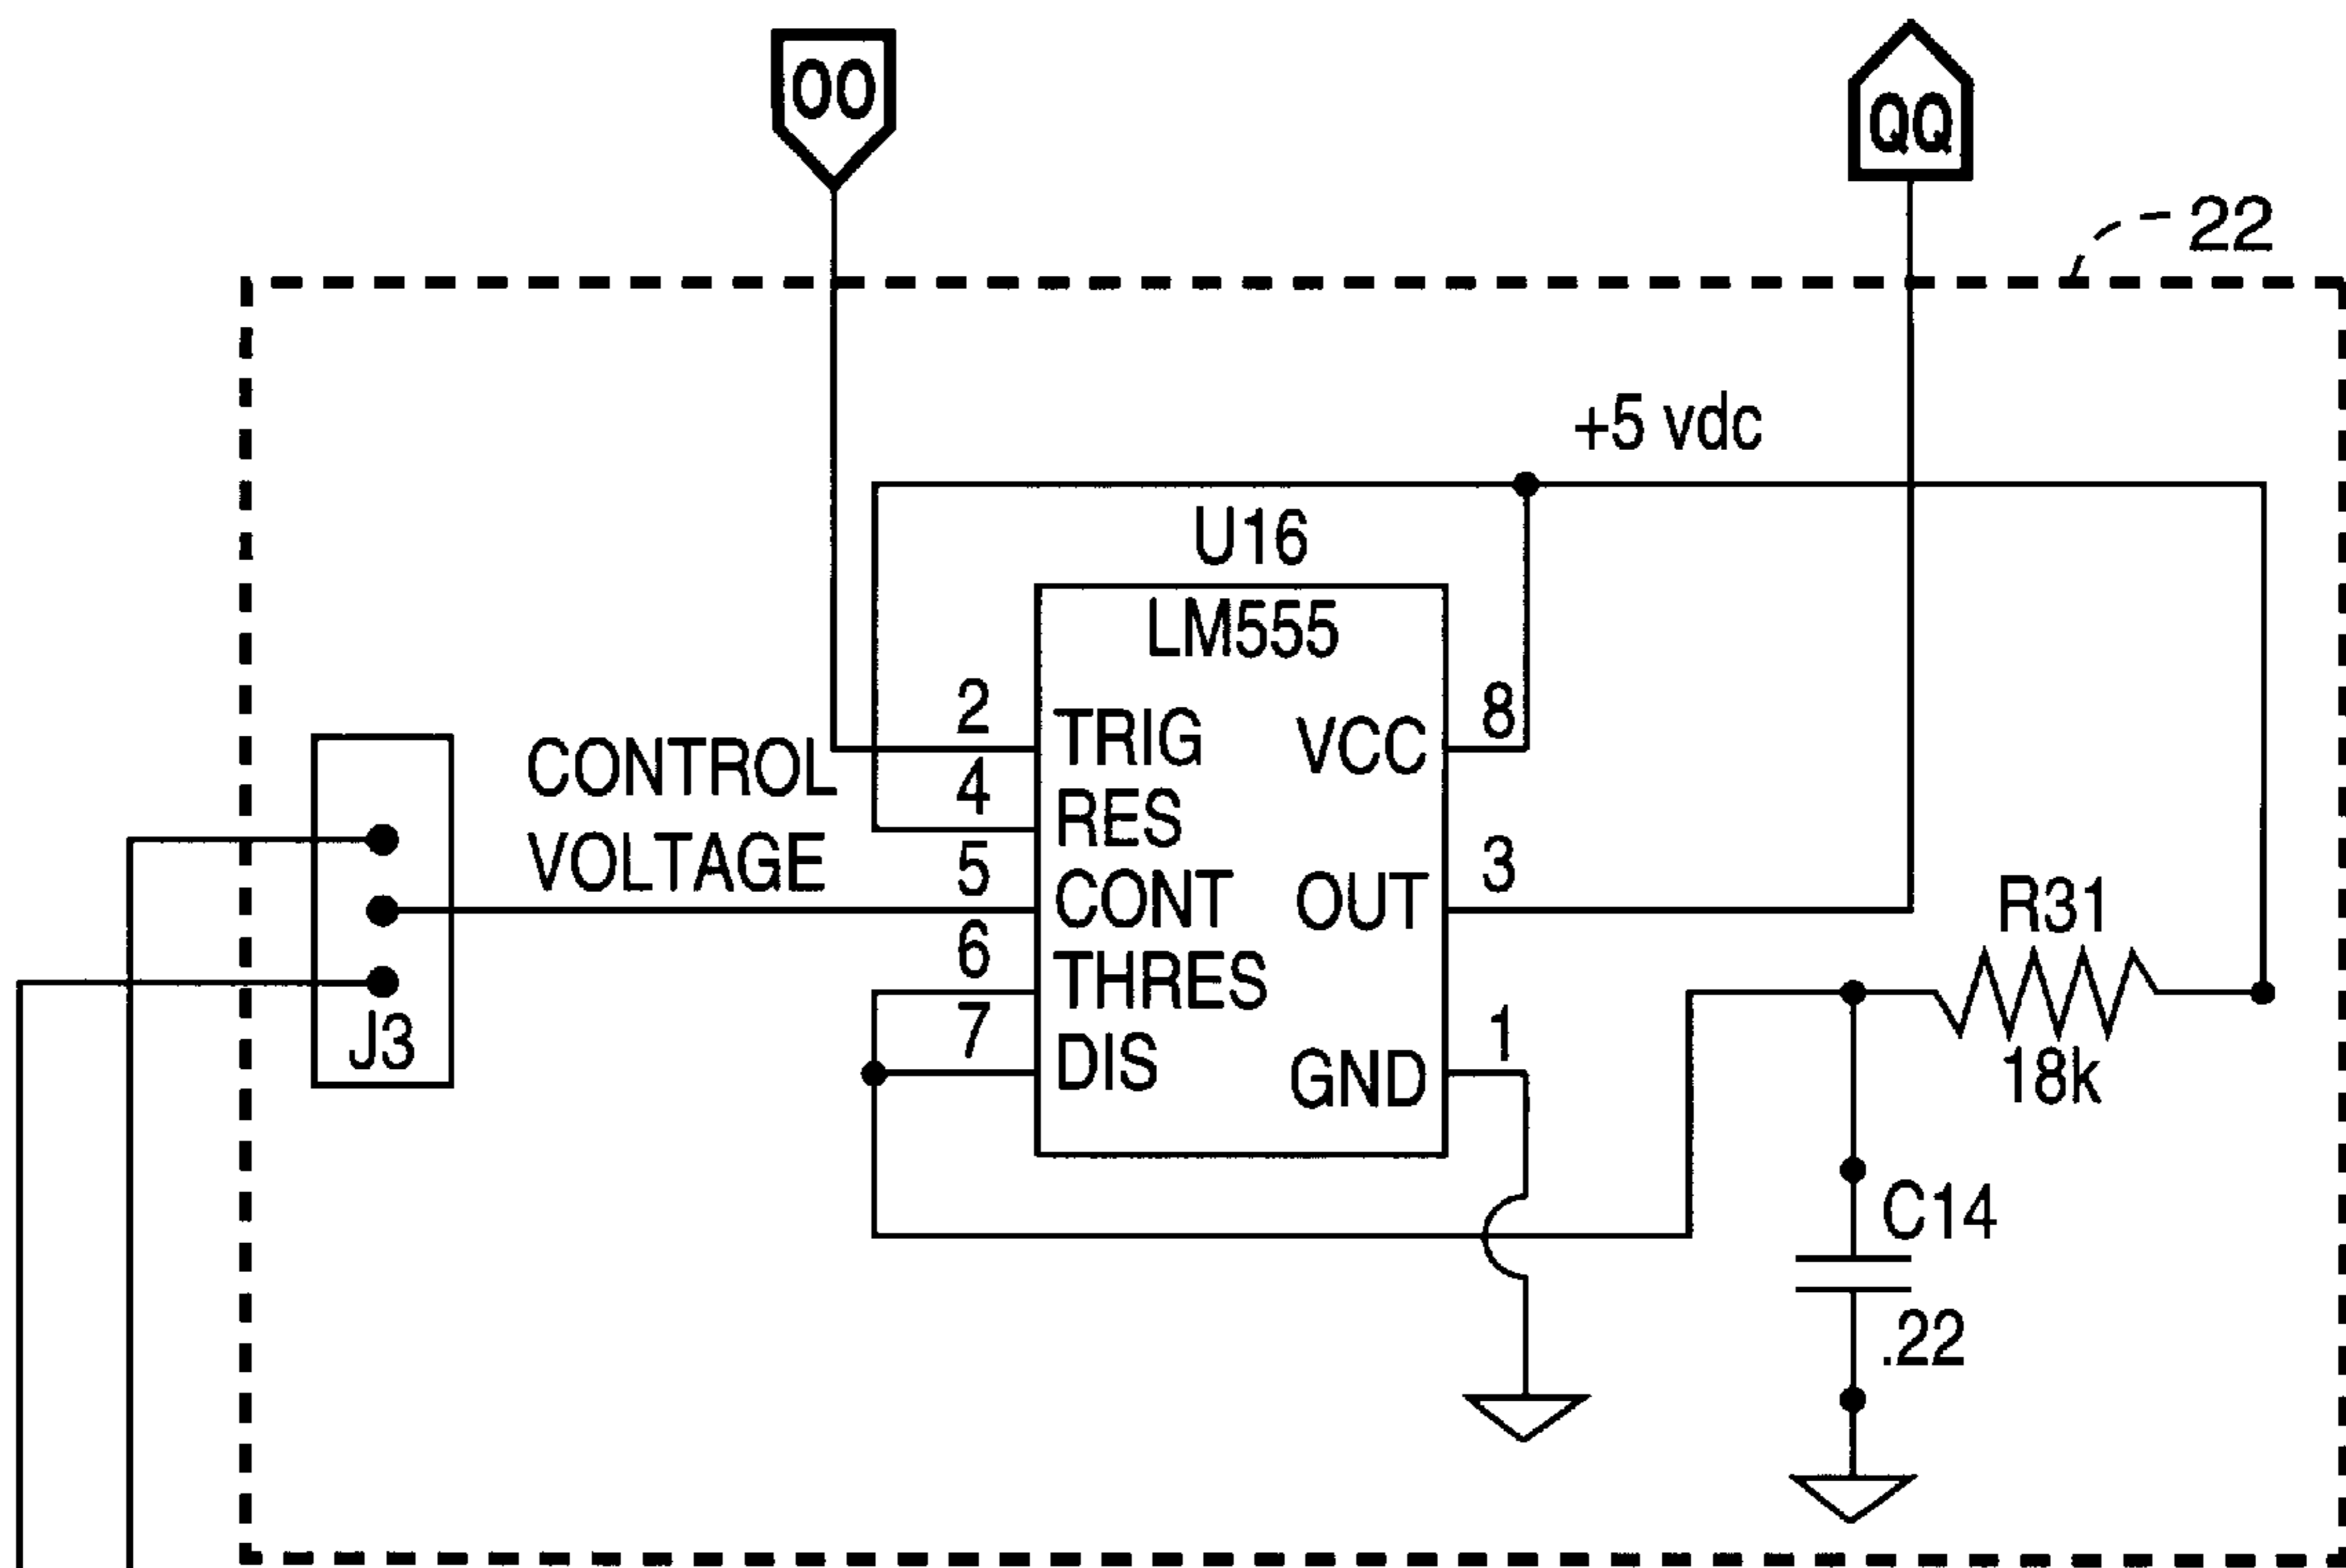 OO
QQ
22
+5 vdc
U16
LM555
2
TRIG
VCC
8
CONTROL
VOLTAGE
4
RES
5
CONT
OUT
3
6
THRES
7
DIS
GND
1
J3
R31
18k
C14
.22